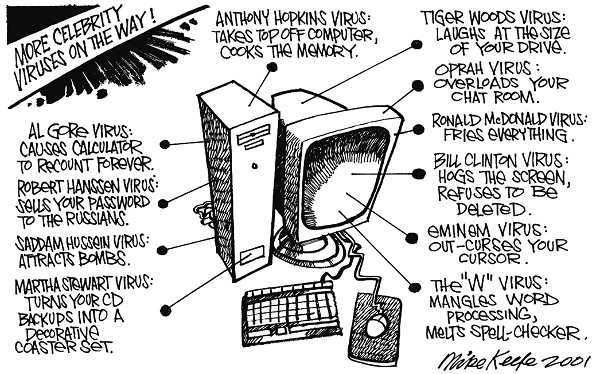 MORE CELEBRITY
VIRUSES ON THE WAY!
ANTHONY HOPKINS VIRUS:
TAKES TOP OFF COMPUTER,
COOKS THE MEMORY.
TIGER WOODS VIRUS:
LAUGHS AT THE SIZE
OF YOUR DRIVE.
OPRAH VIRUS:
OVERLOADS YOUR
CHAT ROOM.
RONALD McDONALD VIRUS:
FRIES EVERYTHING.
BILL CLINTON VIRUS:
HOGS THE SCREEN,
REFUSES TO BE
DELETED.
EMINEM VIRUS:
OUT-CURSES YOUR
CURSOR.
THE "W" VIRUS:
MANGLES WORD
PROCESSING,
MELTS SPELL-CHECKER.
AL GORE VIRUS:
CAUSES CALCULATOR
TO RECOUNT FOREVER.
ROBERT HANSSEN VIRUS:
SELLS YOUR PASSWORD
TO THE RUSSIANS.
SADDAM HUSSEIN VIRUS:
ATTRACTS BOMBS.
MARTHA STEWART VIRUS:
TURNS YOUR CD
BACKUPS INTO A
DECORATIVE
COASTER SET.
Mike Keefe 2001